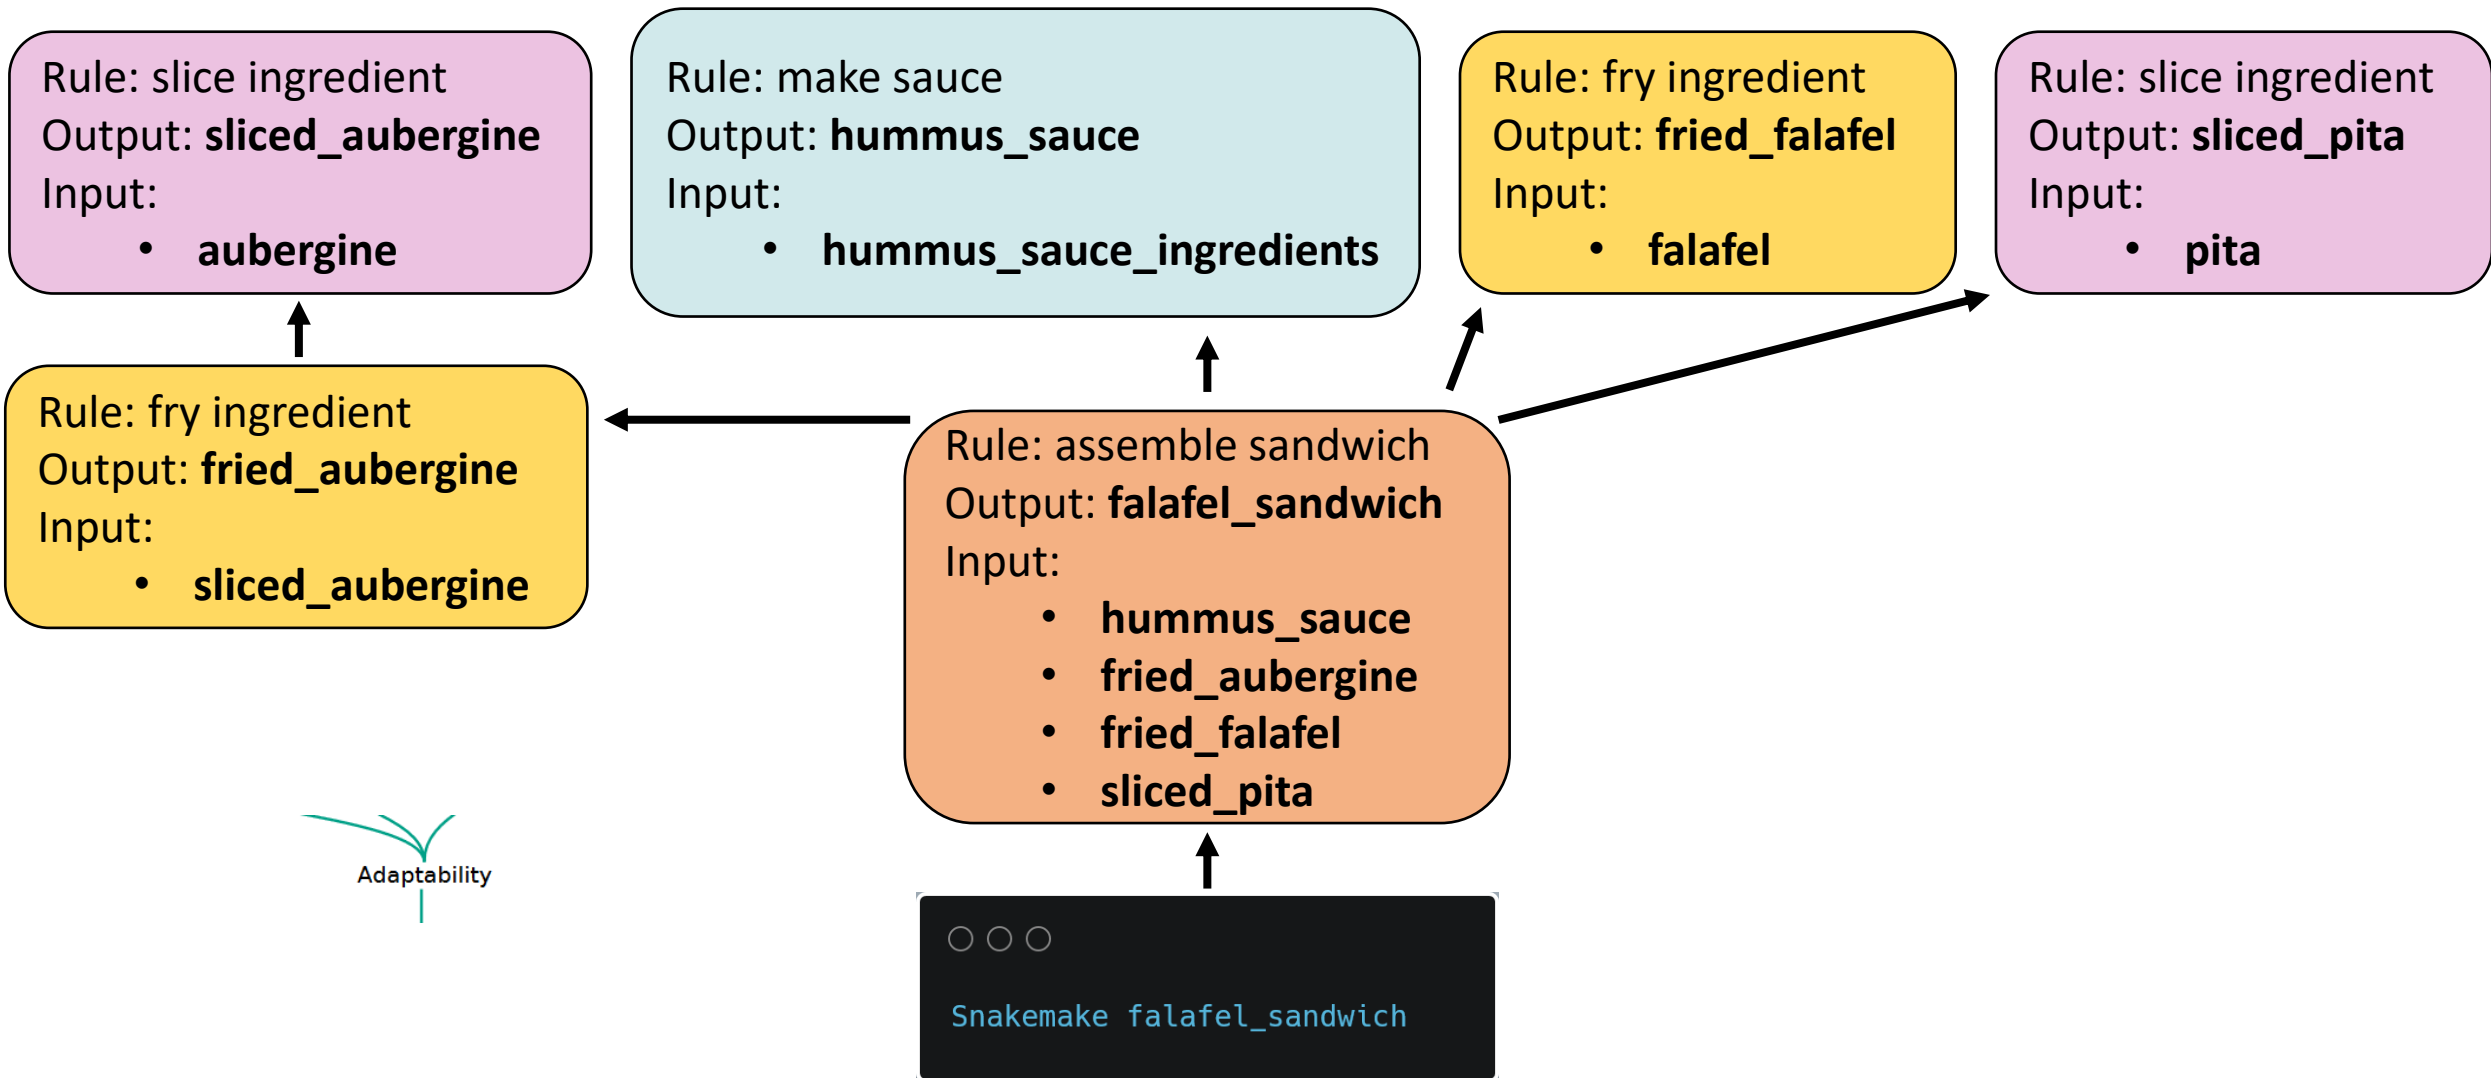 Rule: slice ingredient
Output: sliced_aubergine
Input:
• aubergine
Rule: make sauce
Output: hummus_sauce
Input:
• hummus_sauce_ingredients
Rule: fry ingredient
Output: fried_falafel
Input:
• falafel
Rule: slice ingredient
Output: sliced_pita
Input:
• pita
Rule: fry ingredient
Output: fried_aubergine
Input:
• sliced_aubergine
Rule: assemble sandwich
Output: falafel_sandwich
Input:
• hummus_sauce
• fried_aubergine
• fried_falafel
• sliced_pita
Adaptability
Snakemake falafel_sandwich